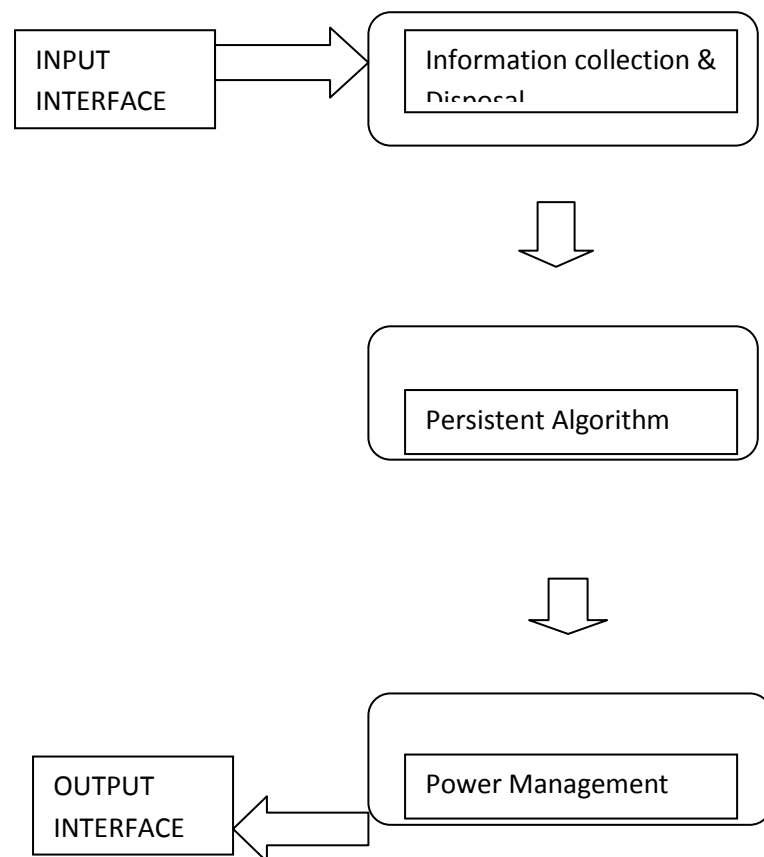 INPUT
INTERFACE
Information collection &
Disposal
Persistent Algorithm
Power Management
OUTPUT
INTERFACE